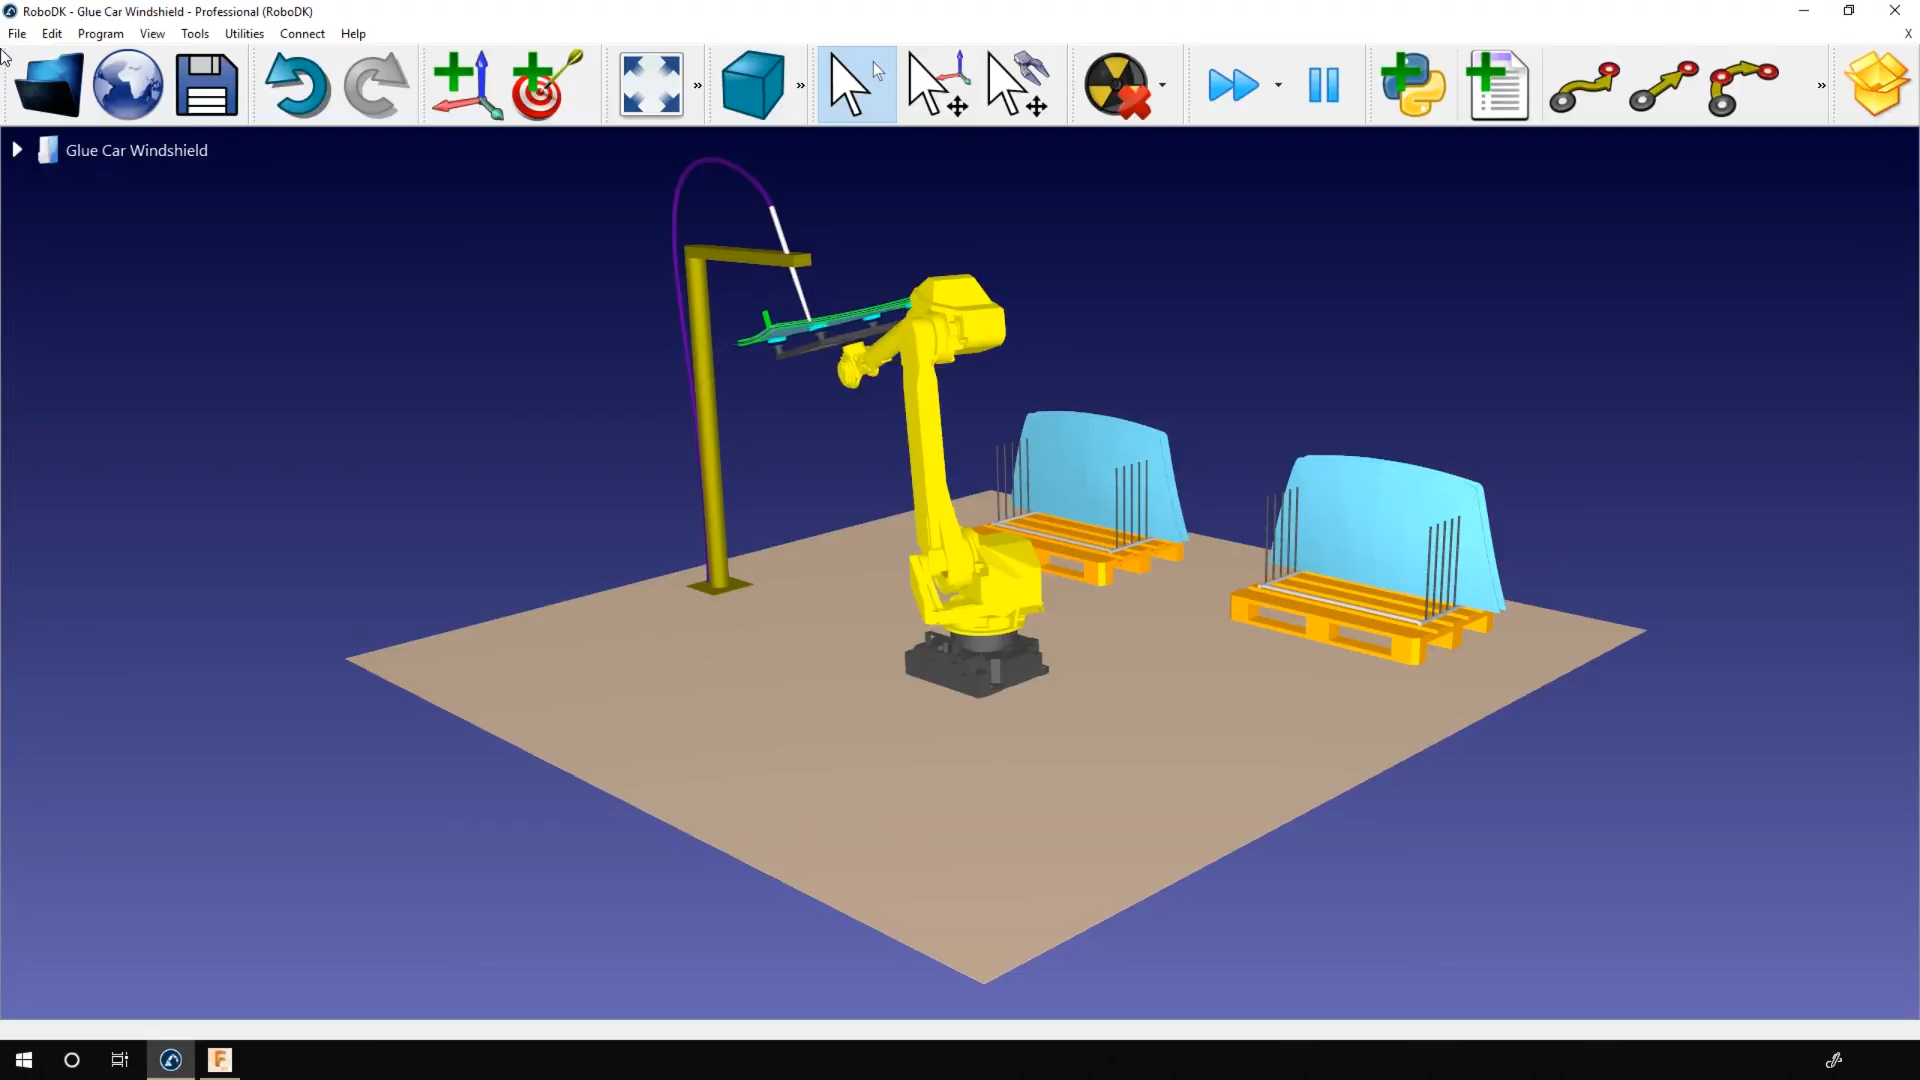 RoboDK - Glue Car Windshield - Professional (RoboDK)
File Edit Program View Tools Utilities Connect Help
X
» » »
Glue Car Windshield
F